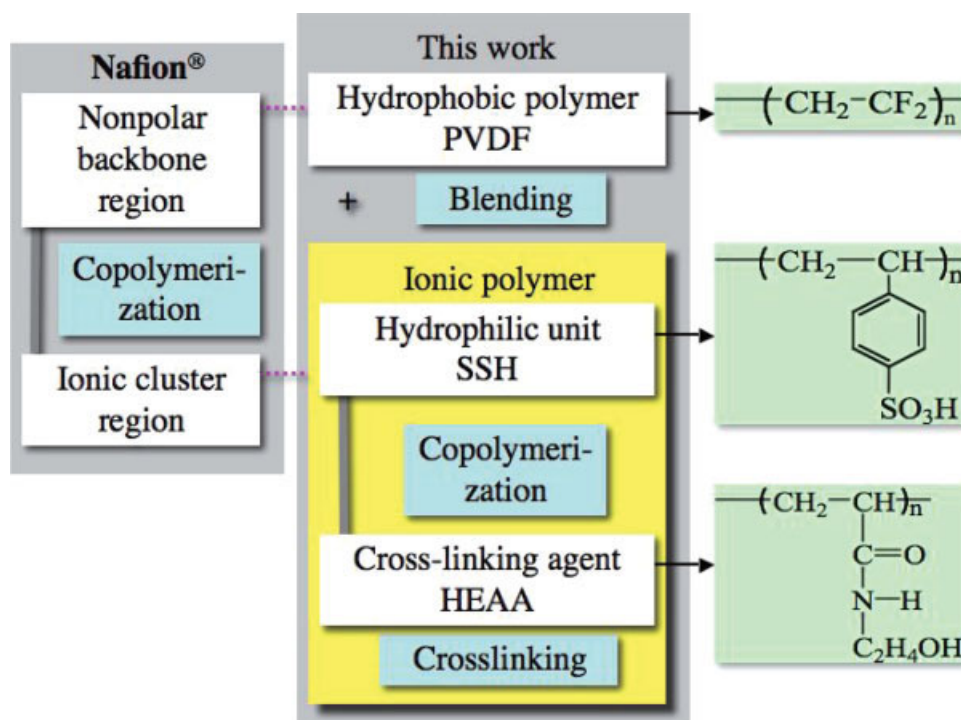 Nafion®
Nonpolar
backbone
region
Copolymeri-
zation
Ionic cluster
region
This work
Hydrophobic polymer
PVDF
+
Blending
Ionic polymer
Hydrophilic unit
SSH
Copolymeri-
zation
Cross-linking agent
HEAA
Crosslinking
(CH2-CF2)n
(CH2-CH)n
SO3H
(CH2-CH)n
C=O
N-H
C2H4OH